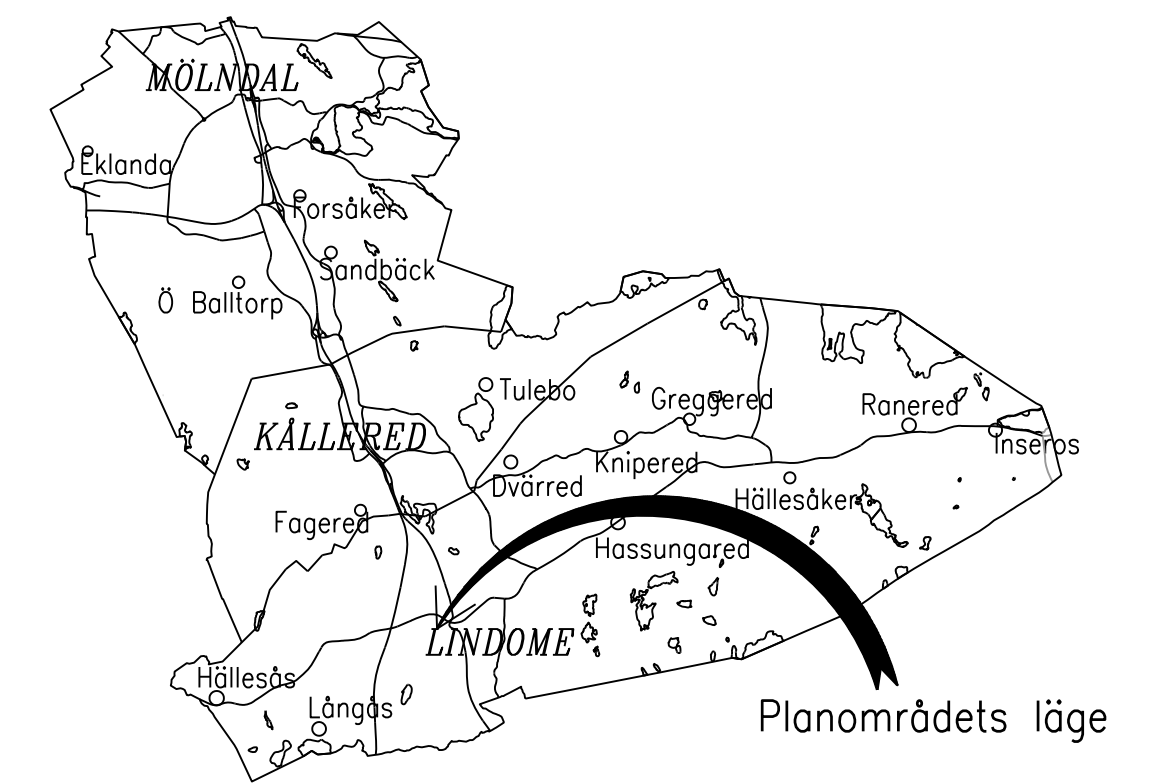 MÖLNDAL
Eklanda
Forsåker
Sandbäck
Ö Balltorp
Tulebo
Greggered
Ranered
KÅLLERED
Inseros
Knipered
Dvärred
Hällesåker
Fagered
Hassungared
LINDOME
Hällesås
Långås
Planområdets läge